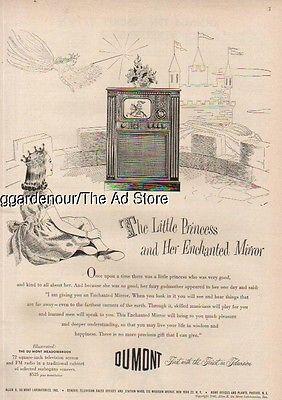 3
ggardenour/The Ad Store
The Little Princess
and Her Enchanted Mirror
Once upon a time there was a little princess who was very good,
and kind to all about her. And because she was so good, her fairy godmother appeared to her one day and said:
"I am giving you an Enchanted Mirror. When you look in it you will see and hear things that
are far away—even to the farthest corners of the earth. Through it, skilled musicians will play for you
and learned men will speak to you. This Enchanted Mirror will bring to you quick pleasure
and deeper understanding, so that you may live your life in wisdom and
happiness. There is no more precious gift that I can give."
Illustrated:
THE DU MONT MEADOWBROOK
72 square-inch television screen
and FM radio in a traditional cabinet
of selected mahogany veneers.
$525 plus installation
DUMONT First with the Finest in Television
ALLEN B. DU MONT LABORATORIES, INC. • GENERAL TELEVISION SALES OFFICES AND STATION WABD, 515 MADISON AVENUE, NEW YORK 22, N. Y. • HOME OFFICES AND PLANTS, PASSAIC, N. J.